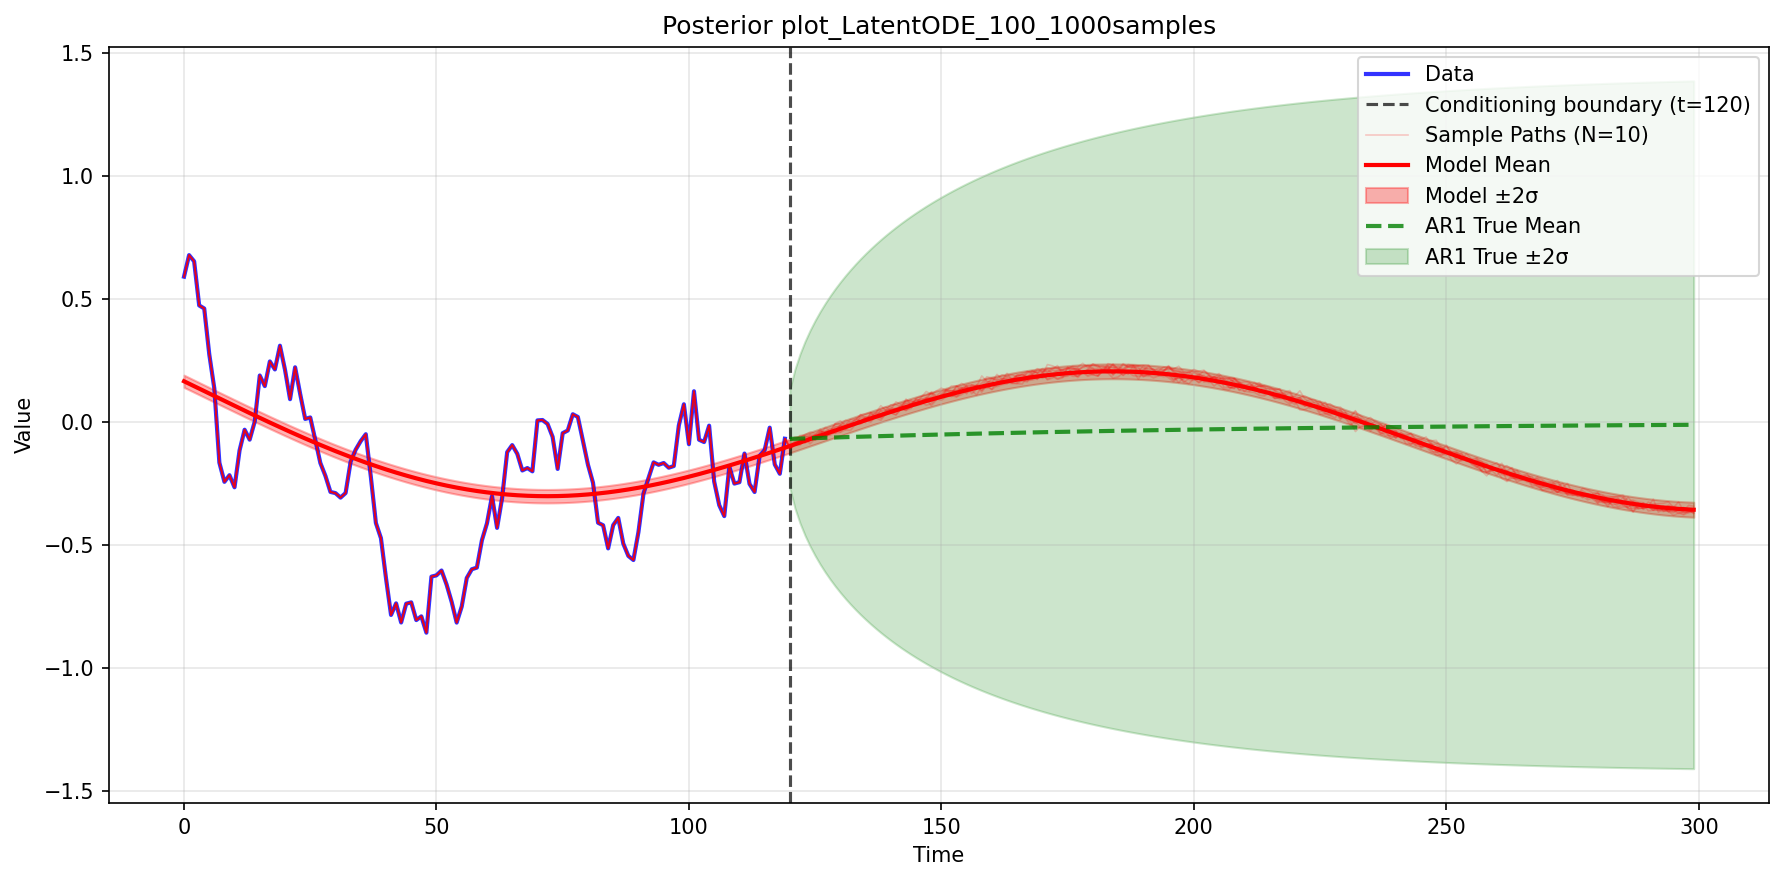 Posterior plot_LatentODE_100_1000samples
Data
Conditioning boundary (t=120)
Sample Paths (N=10)
Model Mean
Model ±2σ
AR1 True Mean
AR1 True ±2σ
Value
1.5
1.0
0.5
0.0
−0.5
−1.0
−1.5
0 50 100 150 200 250 300
Time